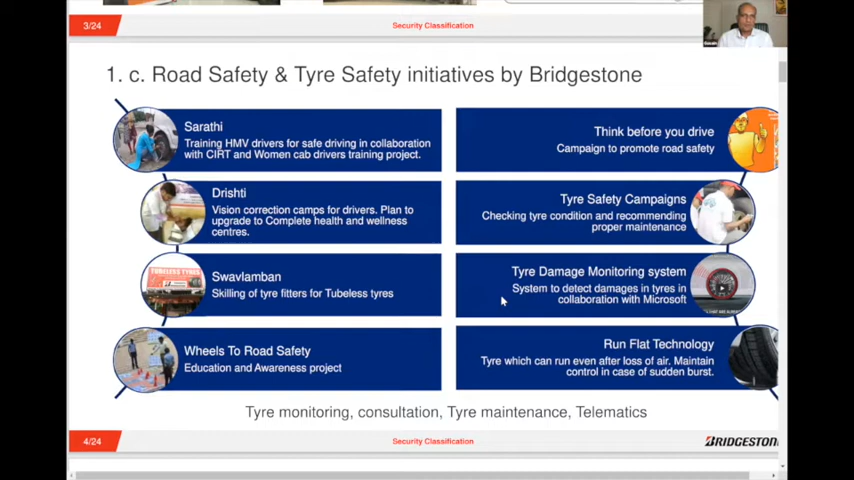 3/24
Security Classification
1. c. Road Safety & Tyre Safety initiatives by Bridgestone
Sarathi
Training HMV drivers for safe driving in collaboration
with CIRT and Women cab drivers training project.
Drishti
Vision correction camps for drivers. Plan to
upgrade to Complete health and wellness
centres.
TUBELESS TYRES
Swavlamban
Skilling of tyre fitters for Tubeless tyres
Wheels To Road Safety
Education and Awareness project
Think before you drive
Campaign to promote road safety
Tyre Safety Campaigns
Checking tyre condition and recommending
proper maintenance
Tyre Damage Monitoring system
System to detect damages in tyres in
collaboration with Microsoft
Run Flat Technology
Tyre which can run even after loss of air. Maintain
control in case of sudden burst.
Tyre monitoring, consultation, Tyre maintenance, Telematics
4/24
Security Classification
BRIDGESTON